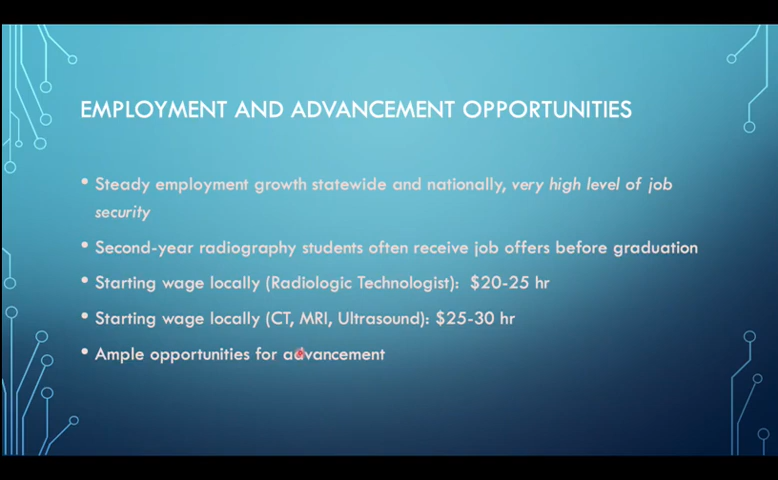 EMPLOYMENT AND ADVANCEMENT OPPORTUNITIES
• Steady employment growth statewide and nationally, very high level of job
security
• Second-year radiography students often receive job offers before graduation
• Starting wage locally (Radiologic Technologist): $20-25 hr
• Starting wage locally (CT, MRI, Ultrasound): $25-30 hr
• Ample opportunities for advancement